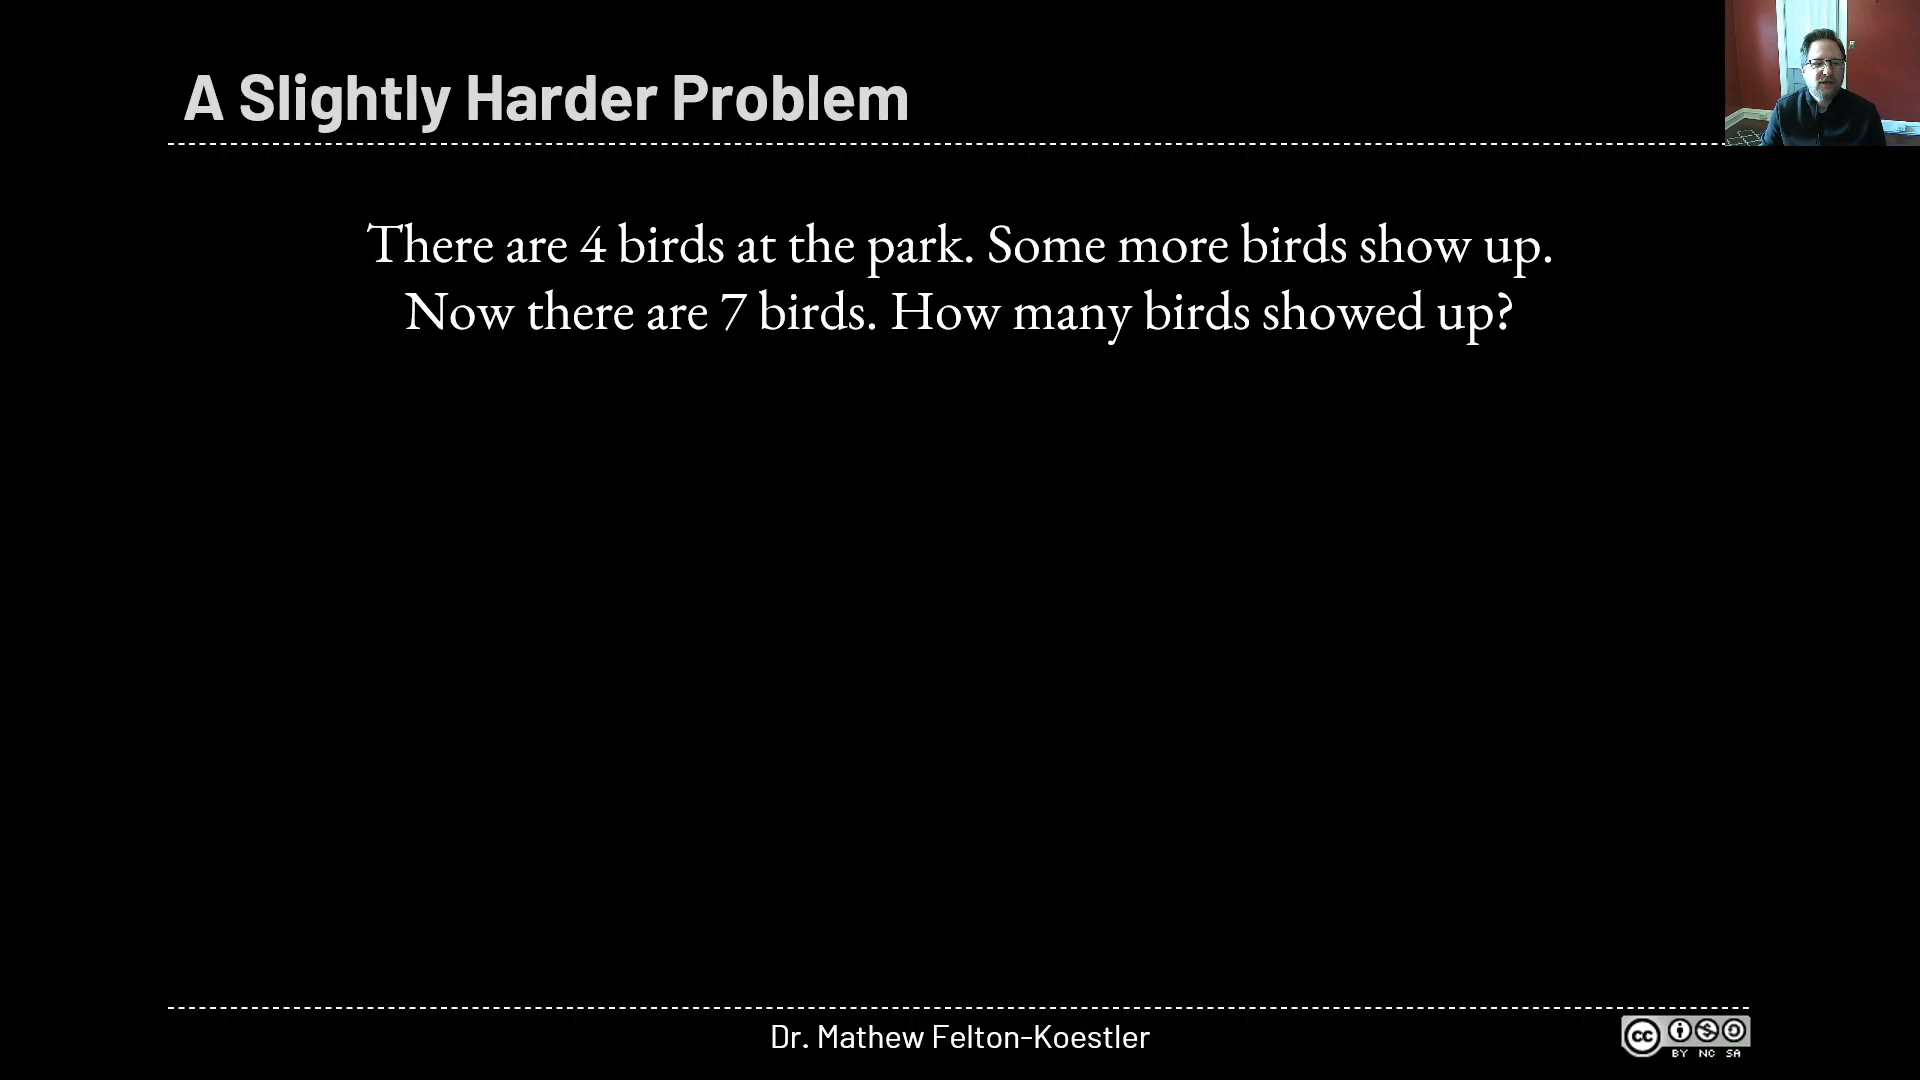 A Slightly Harder Problem
There are 4 birds at the park. Some more birds show up.
Now there are 7 birds. How many birds showed up?
Dr. Mathew Felton-Koestler
cc
BY NC SA